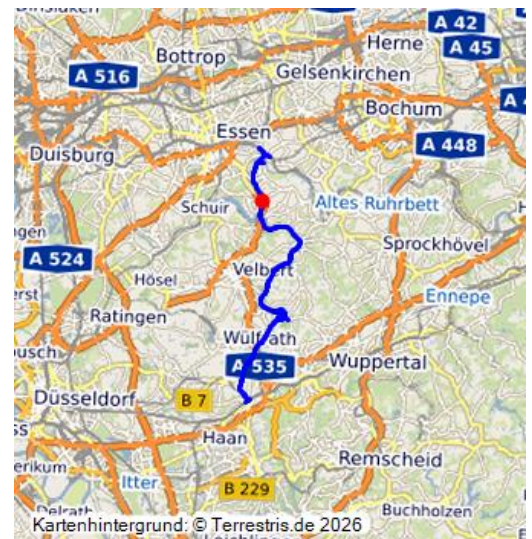 Dinslaken
A 42
Herne
Bottrop
A 45
A 516
Gelsenkirchen
Essen
Bochum
Duisburg
A 448
Schuir
Altes Ruhrbett
A 524
Sprockhövel
Hösel
Velbert
Ennepe
Ratingen
Wülfrath
A 535
Wuppertal
Düsseldorf
B 7
Haan
Remscheid
Itter
B 229
Buchholzen
Kartenhintergrund: © Terrestris.de 2026